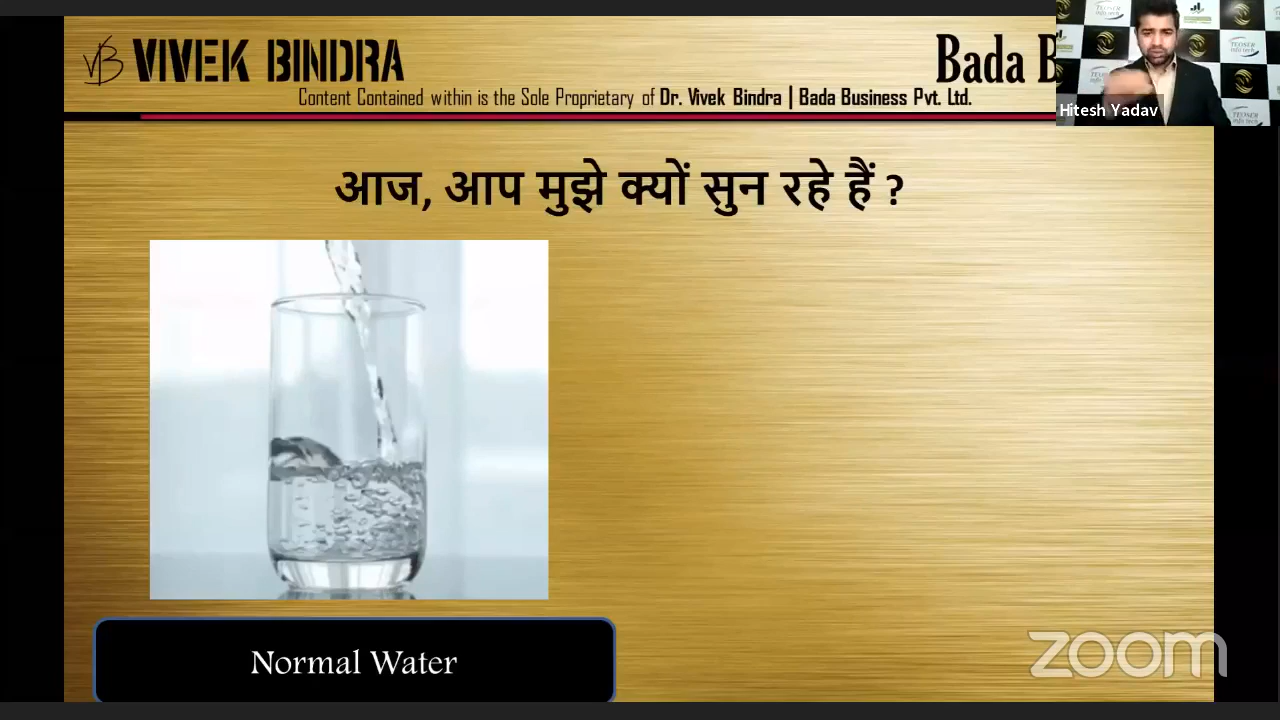 VB VIVEK BINDRA
Bada B
Content Contained within is the Sole Proprietary of Dr. Vivek Bindra | Bada Business Pvt. Ltd.
Hitesh Yadav
आज, आप मुझे क्यों सुन रहे हैं ?
Normal Water
zoom